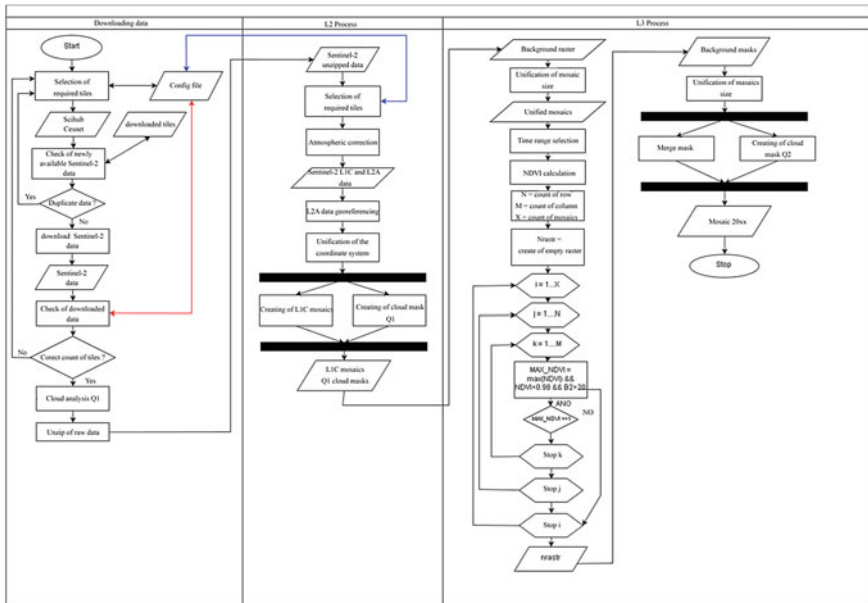 Downloading data
L2 Process
L3 Process
Start
Selection of
required tiles
Config file
Scihub
Cesnet
downloaded tiles
Check of newly
available Sentinel-2
data
Yes
Duplicate data ?
No
download Sentinel-2
data
Sentinel-2
data
Check of downloaded
data
No
Corect count of tiles ?
Yes
Cloud analysis Q1
Unzip of raw data
Sentinel-2
unzipped data
Selection of
required tiles
Atmospheric correction
Sentinel-2 L1C and L2A
data
L2A data georeferencing
Unification of the
coordinate system
Creating of L1C mosaics
Creating of cloud mask
Q1
L1C mosaics
Q1 cloud masks
Background raster
Unification of mosaic
size
Unified mosaics
Time range selection
NDVI calculation
N = count of row
M = count of column
X = count of mosaics
Nrastr =
create of empty raster
i = 1...X
j = 1...N
k = 1...M
MAX_NDVI =
max(NDVI) &&
NDVI<0.98 && B2>20
ANO
NO
MAX_NDVI ==1
Stop k
Stop j
Stop i
nrastr
Background masks
Unification of masaics
size
Merge mask
Creating of cloud
mask Q2
Mosaic 20xx
Stop